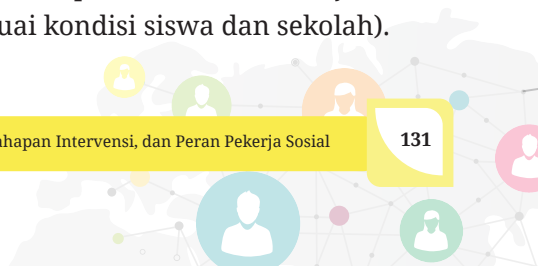 uai kondisi siswa dan sekolah).
ahapan Intervensi, dan Peran Pekerja Sosial
131